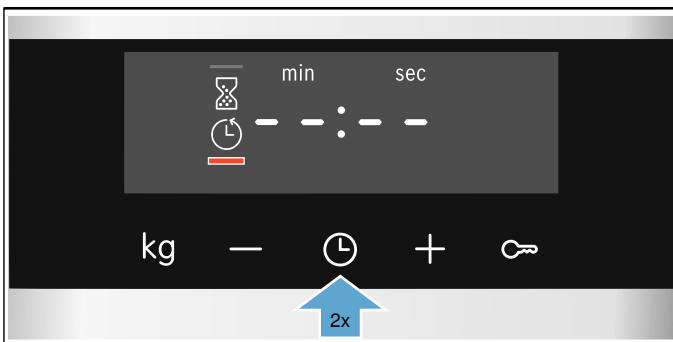 min sec
--:--
kg — +
2x